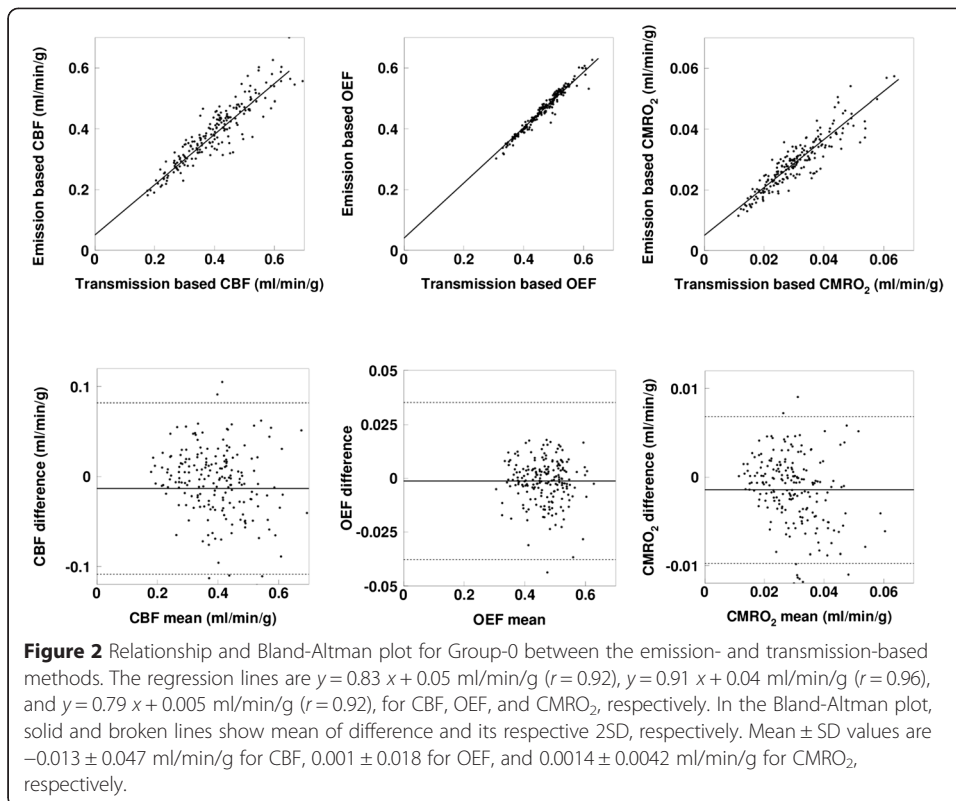 Emission based CBF (ml/min/g)
0.6
0.4
0.2
0
0
0.2
0.4
0.6
Transmission based CBF (ml/min/g)
Emission based OEF
0.6
0.4
0.2
0
0
0.2
0.4
0.6
Transmission based OEF
Emission based CMRO₂ (ml/min/g)
0.06
0.04
0.02
0
0
0.02
0.04
0.06
Transmission based CMRO₂ (ml/min/g)
CBF difference (ml/min/g)
0.1
0
-0.1
0
0.2
0.4
0.6
CBF mean (ml/min/g)
OEF difference
0.05
0.025
0
-0.025
-0.05
0
0.2
0.4
0.6
OEF mean
CMRO₂ difference (ml/min/g)
0.01
0
-0.01
0
0.02
0.04
0.06
CMRO₂ mean (ml/min/g)
Figure 2 Relationship and Bland-Altman plot for Group-0 between the emission- and transmission-based
methods. The regression lines are y = 0.83 x + 0.05 ml/min/g (r = 0.92), y = 0.91 x + 0.04 ml/min/g (r = 0.96),
and y = 0.79 x + 0.005 ml/min/g (r = 0.92), for CBF, OEF, and CMRO₂, respectively. In the Bland-Altman plot,
solid and broken lines show mean of difference and its respective 2SD, respectively. Mean ± SD values are
−0.013 ± 0.047 ml/min/g for CBF, 0.001 ± 0.018 for OEF, and 0.0014 ± 0.0042 ml/min/g for CMRO₂,
respectively.